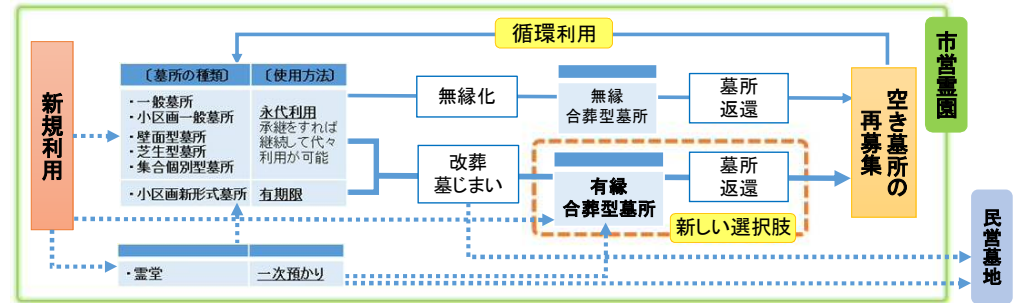 循環利用
市営霊園
新規利用
〔墓所の種類〕
〔使用方法〕
・一般墓所
・小区画一般墓所
・壁面型墓所
・芝生型墓所
・集合個別型墓所
永代利用
承継をすれば
継続して代々
利用が可能
・小区画新形式墓所
有期限
無縁化
無縁
合葬型墓所
墓所
返還
改葬
墓じまい
有縁
合葬型墓所
墓所
返還
新しい選択肢
空き墓所の
再募集
・霊堂
一次預かり
民営墓地